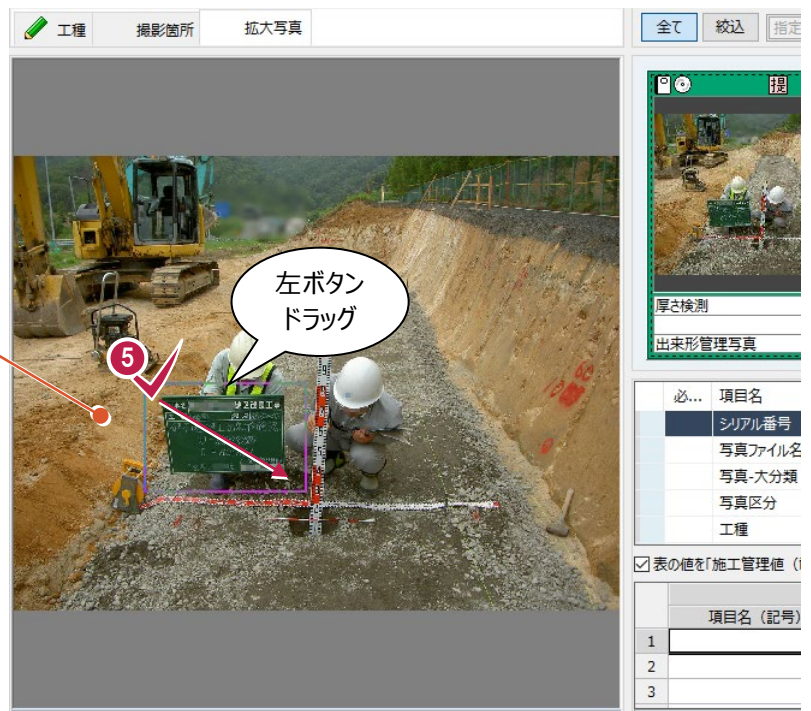 工種 撮影箇所 拡大写真
全て 絞込 指定
提
左ボタン
ドラッグ
5
厚さ検測
出来形管理写真
必... 項目名
シリアル番号
写真ファイル名
写真-大分類
写真区分
工種
表の値を「施工管理値
項目名（記号）
1
2
3